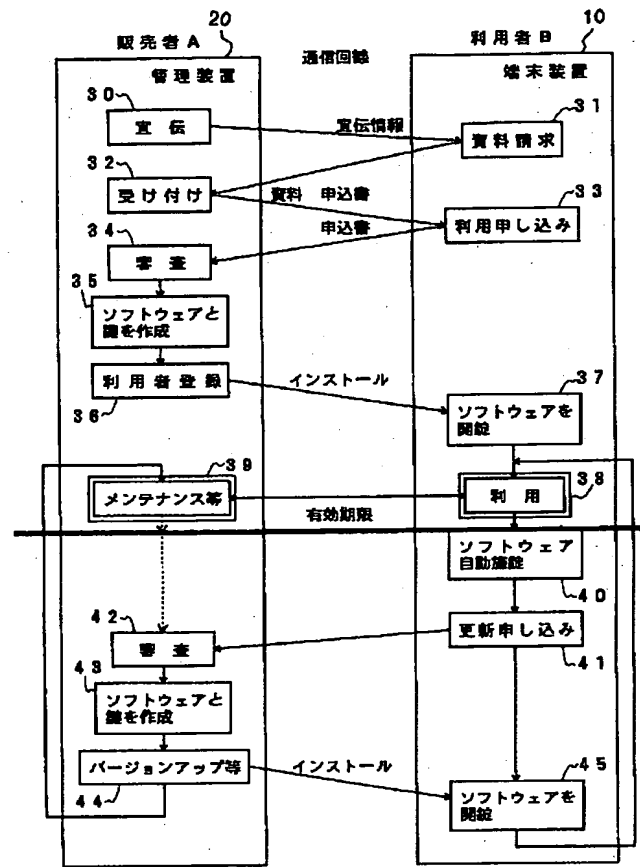 販売者A
20
通信回線
利用者B
10
管理装置
端末装置
30
宣伝
宣伝情報
31
資料請求
32
受け付け
資料 申込書
33
利用申し込み
34
審査
申込書
35
ソフトウェアと
鍵を作成
利用者登録
36
インストール
37
ソフトウェアを
開錠
39
メンテナンス等
利用
38
有効期限
ソフトウェア
自動施錠
40
更新申し込み
41
42
審査
43
ソフトウェアと
鍵を作成
バージョンアップ等
44
インストール
45
ソフトウェアを
開錠